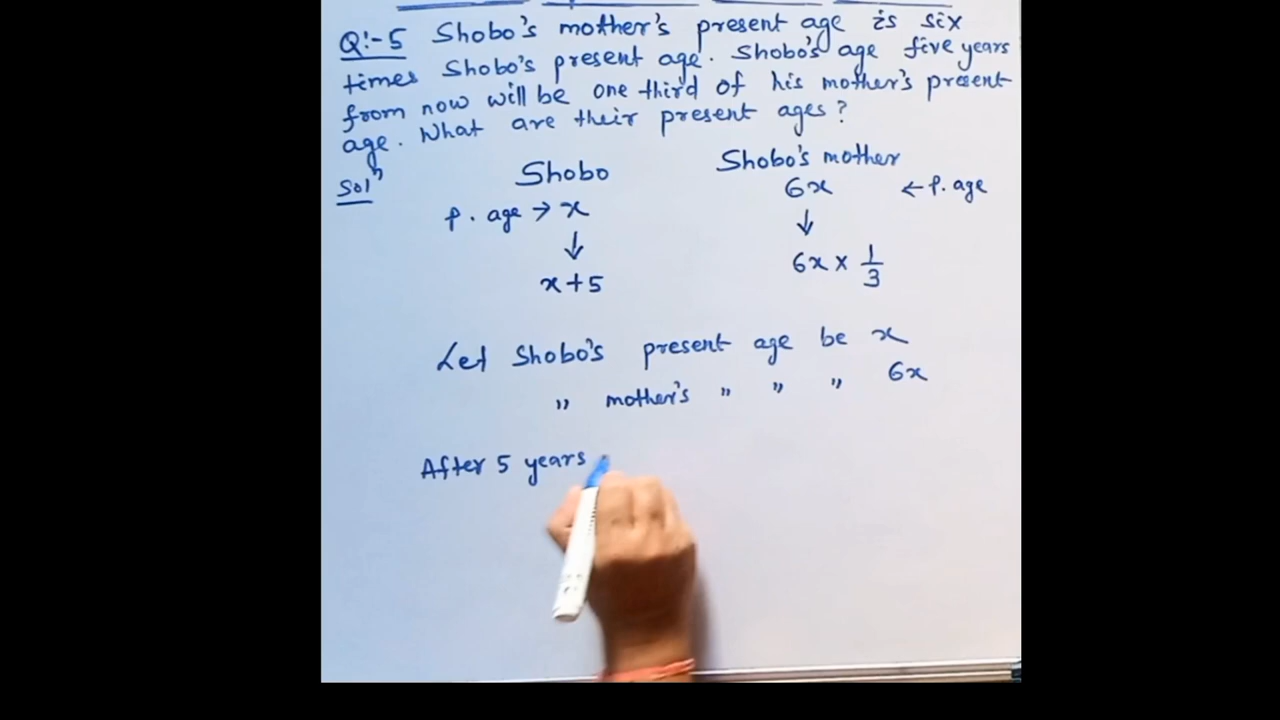 Q:-5 Shobo's mother's present age is six
times Shobo's present age. Shobo's age five years
from now will be one third of his mother's present
age. What are their present ages?
Solⁿ Shobo Shobo's mother
p. age → x 6x ← p. age
↓ ↓
x+5 6x × 1/3
Let Shobo's present age be x
" mother's " " " 6x
After 5 years